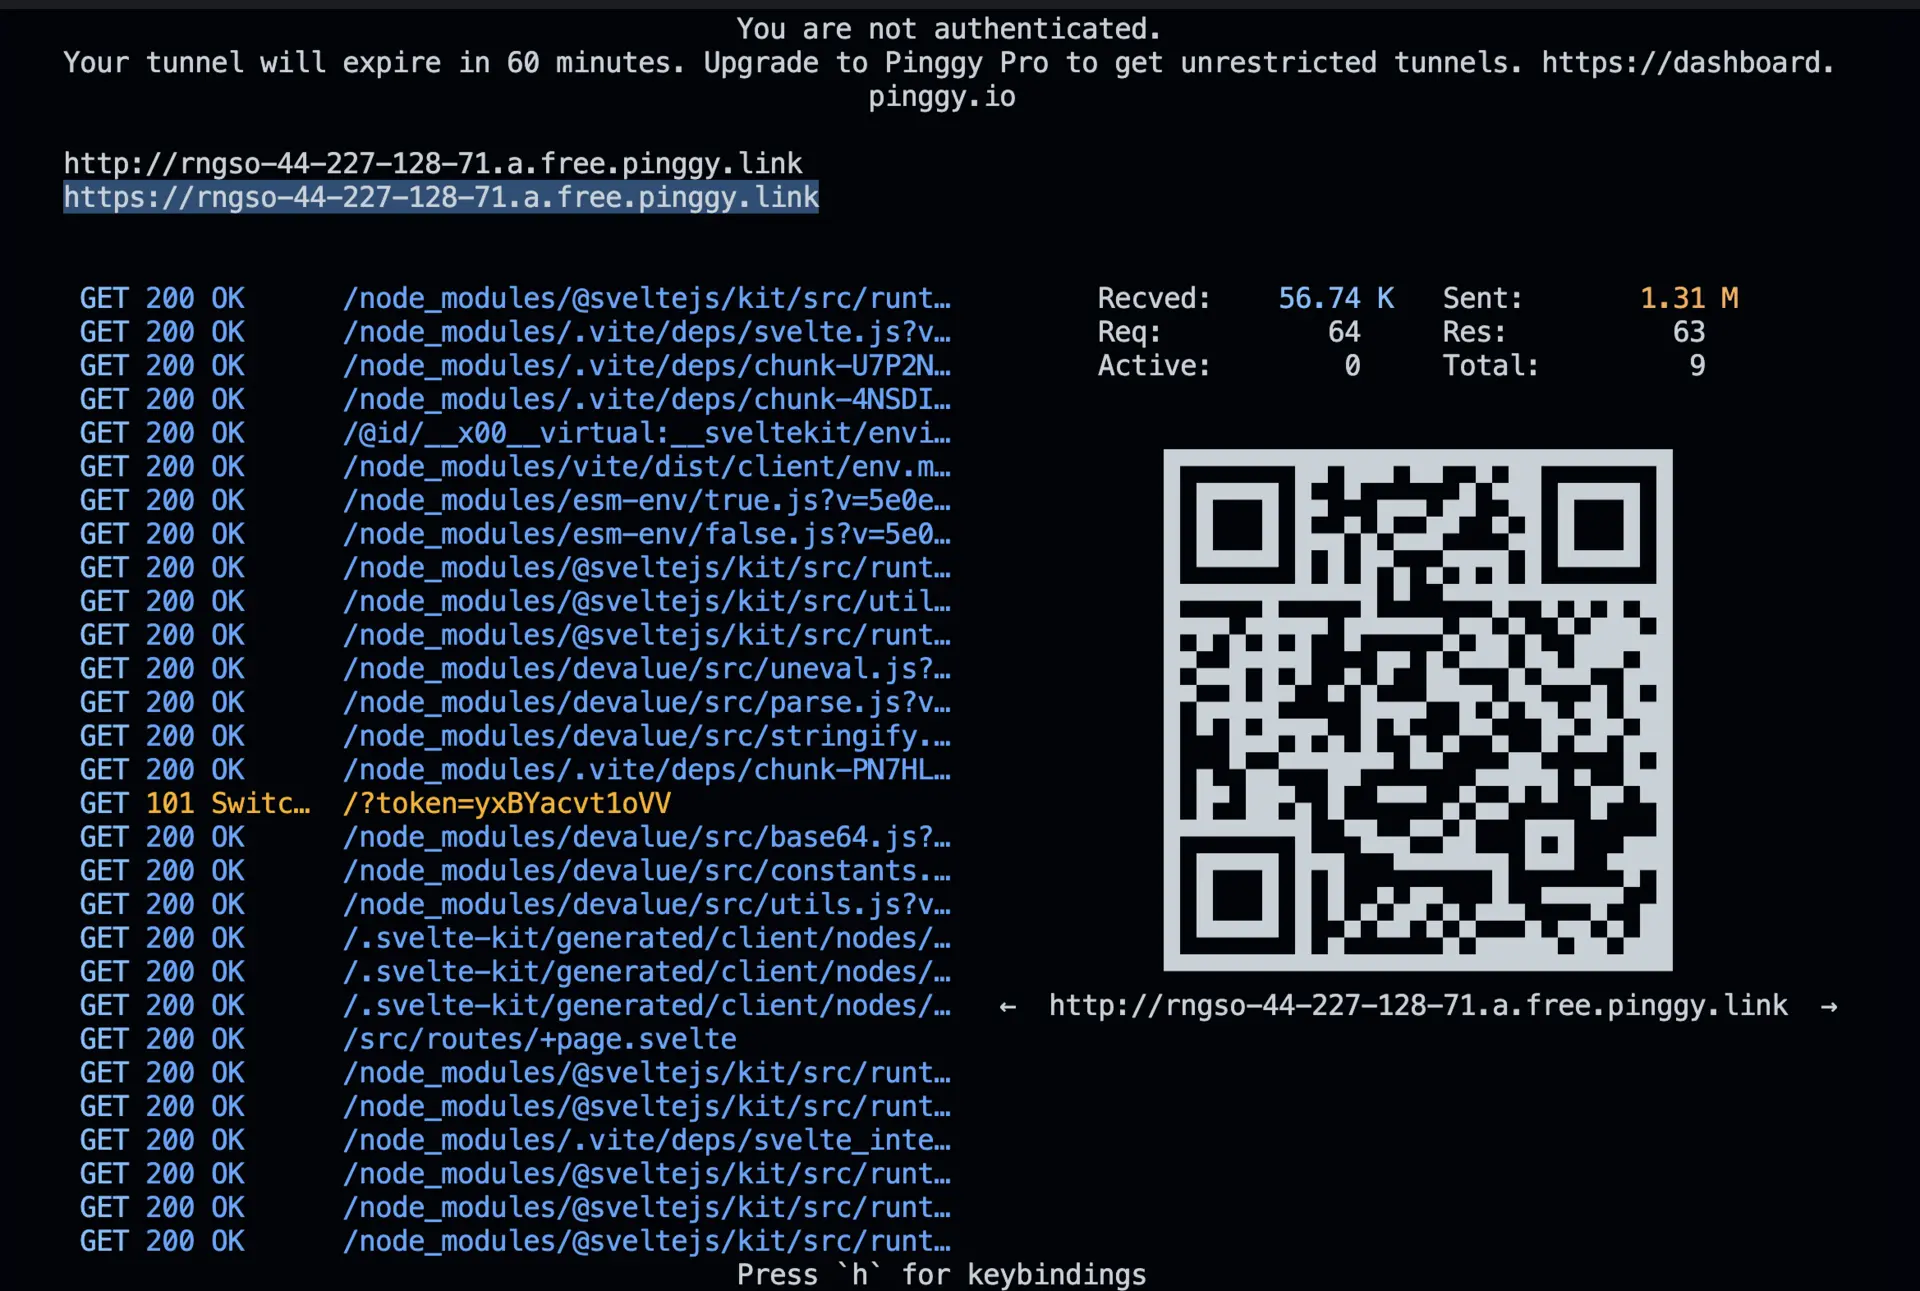 You are not authenticated.
Your tunnel will expire in 60 minutes. Upgrade to Pinggy Pro to get unrestricted tunnels. https://dashboard.
pinggy.io
http://rngso-44-227-128-71.a.free.pinggy.link
https://rngso-44-227-128-71.a.free.pinggy.link
GET 200 OK /node_modules/@sveltejs/kit/src/runt…
GET 200 OK /node_modules/.vite/deps/svelte.js?v…
GET 200 OK /node_modules/.vite/deps/chunk-U7P2N…
GET 200 OK /node_modules/.vite/deps/chunk-4NSDI…
GET 200 OK /@id/__x00__virtual:__sveltekit/envi…
GET 200 OK /node_modules/vite/dist/client/env.m…
GET 200 OK /node_modules/esm-env/true.js?v=5e0e…
GET 200 OK /node_modules/esm-env/false.js?v=5e0…
GET 200 OK /node_modules/@sveltejs/kit/src/runt…
GET 200 OK /node_modules/@sveltejs/kit/src/util…
GET 200 OK /node_modules/@sveltejs/kit/src/runt…
GET 200 OK /node_modules/devalue/src/uneval.js?…
GET 200 OK /node_modules/devalue/src/parse.js?v…
GET 200 OK /node_modules/devalue/src/stringify.…
GET 200 OK /node_modules/.vite/deps/chunk-PN7HL…
GET 101 Switc… /?token=yxBYacvt1oVV
GET 200 OK /node_modules/devalue/src/base64.js?…
GET 200 OK /node_modules/devalue/src/constants.…
GET 200 OK /node_modules/devalue/src/utils.js?v…
GET 200 OK /.svelte-kit/generated/client/nodes/…
GET 200 OK /.svelte-kit/generated/client/nodes/…
GET 200 OK /.svelte-kit/generated/client/nodes/…
GET 200 OK /src/routes/+page.svelte
GET 200 OK /node_modules/@sveltejs/kit/src/runt…
GET 200 OK /node_modules/@sveltejs/kit/src/runt…
GET 200 OK /node_modules/.vite/deps/svelte_inte…
GET 200 OK /node_modules/@sveltejs/kit/src/runt…
GET 200 OK /node_modules/@sveltejs/kit/src/runt…
GET 200 OK /node_modules/@sveltejs/kit/src/runt…
Recved: 56.74 K Sent: 1.31 M
Req: 64 Res: 63
Active: 0 Total: 9
← http://rngso-44-227-128-71.a.free.pinggy.link →
Press `h` for keybindings